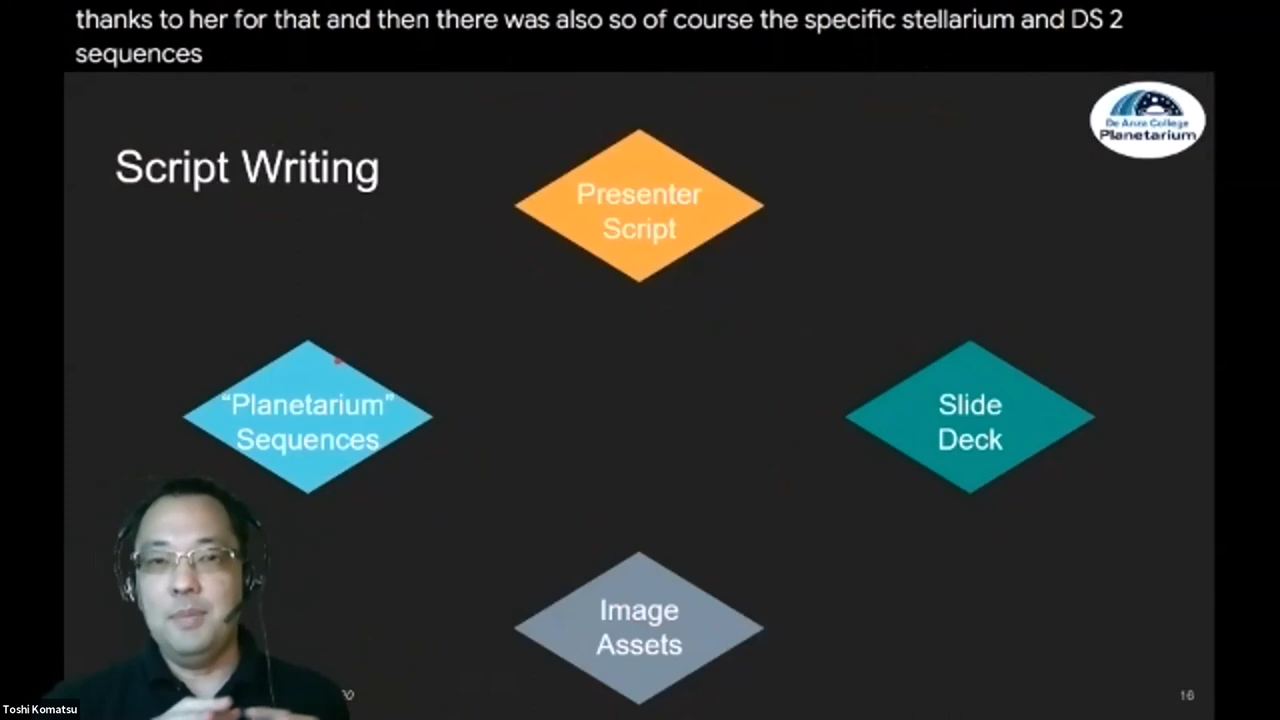 thanks to her for that and then there was also so of course the specific stellarium and DS 2
sequences
De Anza College
Planetarium
Script Writing
Presenter
Script
“Planetarium”
Sequences
Slide
Deck
Image
Assets
16
Toshi Komatsu